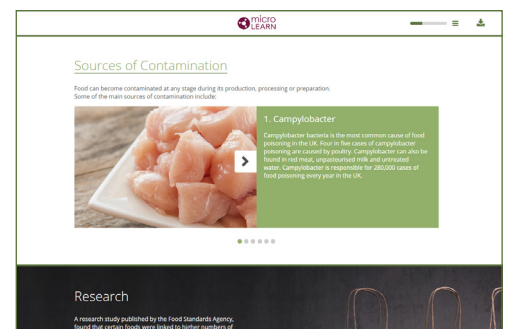 micro
LEARN
Sources of Contamination
Food can become contaminated at any stage during its production, processing or preparation.
Some of the main sources of contamination include:
1. Campylobacter
Campylobacter bacteria is the most common cause of food
poisoning in the UK. Four in five cases of campylobacter
poisoning are caused by poultry. Campylobacter can also be
found in red meat, unpasteurised milk and untreated
water. Campylobacter is responsible for 280,000 cases of
food poisoning every year in the UK.
Research
A research study published by the Food Standards Agency,
found that certain foods were linked to higher numbers of